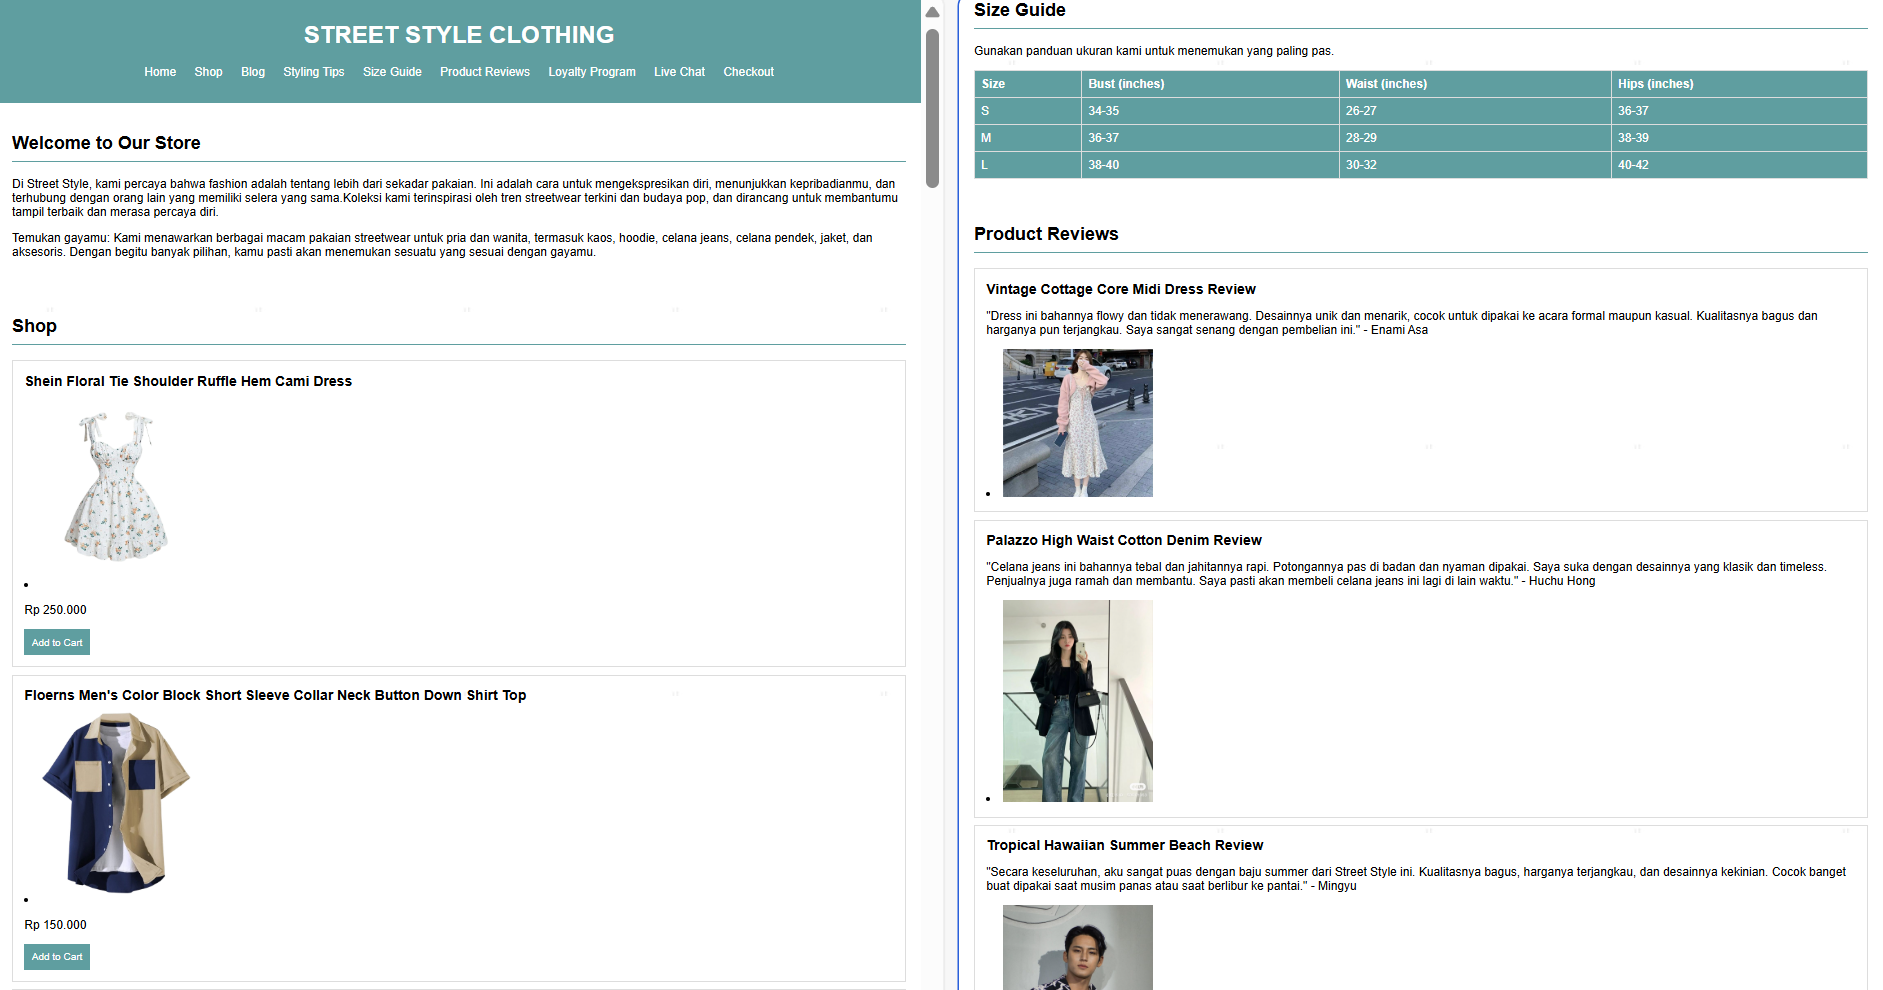 STREET STYLE CLOTHING
Home Shop Blog Styling Tips Size Guide Product Reviews Loyalty Program Live Chat Checkout
Welcome to Our Store
Di Street Style, kami percaya bahwa fashion adalah tentang lebih dari sekadar pakaian. Ini adalah cara untuk mengekspresikan diri, menunjukkan kepribadianmu, dan
terhubung dengan orang lain yang memiliki selera yang sama.Koleksi kami terinspirasi oleh tren streetwear terkini dan budaya pop, dan dirancang untuk membantumu
tampil terbaik dan merasa percaya diri.
Temukan gayamu: Kami menawarkan berbagai macam pakaian streetwear untuk pria dan wanita, termasuk kaos, hoodie, celana jeans, celana pendek, jaket, dan
aksesoris. Dengan begitu banyak pilihan, kamu pasti akan menemukan sesuatu yang sesuai dengan gayamu.
Shop
Shein Floral Tie Shoulder Ruffle Hem Cami Dress
Rp 250.000
Add to Cart
Floerns Men's Color Block Short Sleeve Collar Neck Button Down Shirt Top
Rp 150.000
Add to Cart
Size Guide
Gunakan panduan ukuran kami untuk menemukan yang paling pas.
Size Bust (inches) Waist (inches) Hips (inches)
S 34-35 26-27 36-37
M 36-37 28-29 38-39
L 38-40 30-32 40-42
Product Reviews
Vintage Cottage Core Midi Dress Review
"Dress ini bahannya flowy dan tidak menerawang. Desainnya unik dan menarik, cocok untuk dipakai ke acara formal maupun kasual. Kualitasnya bagus dan
harganya pun terjangkau. Saya sangat senang dengan pembelian ini." - Enami Asa
Palazzo High Waist Cotton Denim Review
"Celana jeans ini bahannya tebal dan jahitannya rapi. Potongannya pas di badan dan nyaman dipakai. Saya suka dengan desainnya yang klasik dan timeless.
Penjualnya juga ramah dan membantu. Saya pasti akan membeli celana jeans ini lagi di lain waktu." - Huchu Hong
Tropical Hawaiian Summer Beach Review
"Secara keseluruhan, aku sangat puas dengan baju summer dari Street Style ini. Kualitasnya bagus, harganya terjangkau, dan desainnya kekinian. Cocok banget
buat dipakai saat musim panas atau saat berlibur ke pantai." - Mingyu